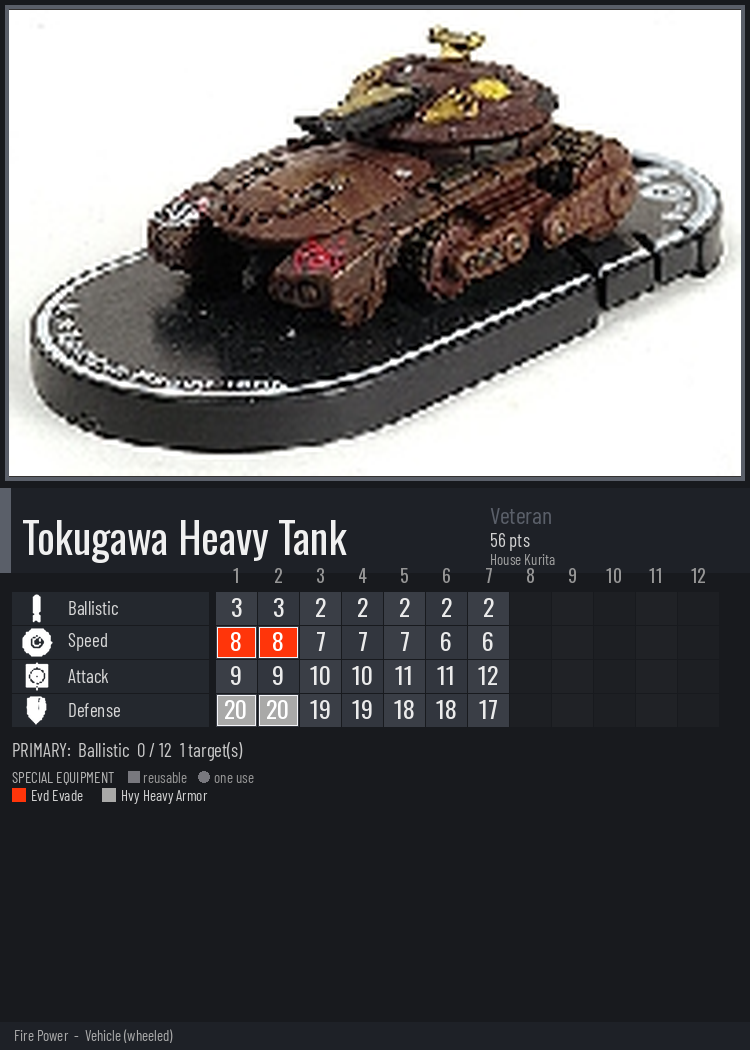 Tokugawa Heavy Tank
Veteran
56 pts
House Kurita
1 2 3 4 5 6 7 8 9 10 11 12
Ballistic 3 3 2 2 2 2 2
Speed 8 8 7 7 7 6 6
Attack 9 9 10 10 11 11 12
Defense 20 20 19 19 18 18 17
PRIMARY: Ballistic 0 / 12 1 target(s)
SPECIAL EQUIPMENT reusable one use
Evd Evade Hvy Heavy Armor
Fire Power - Vehicle (wheeled)